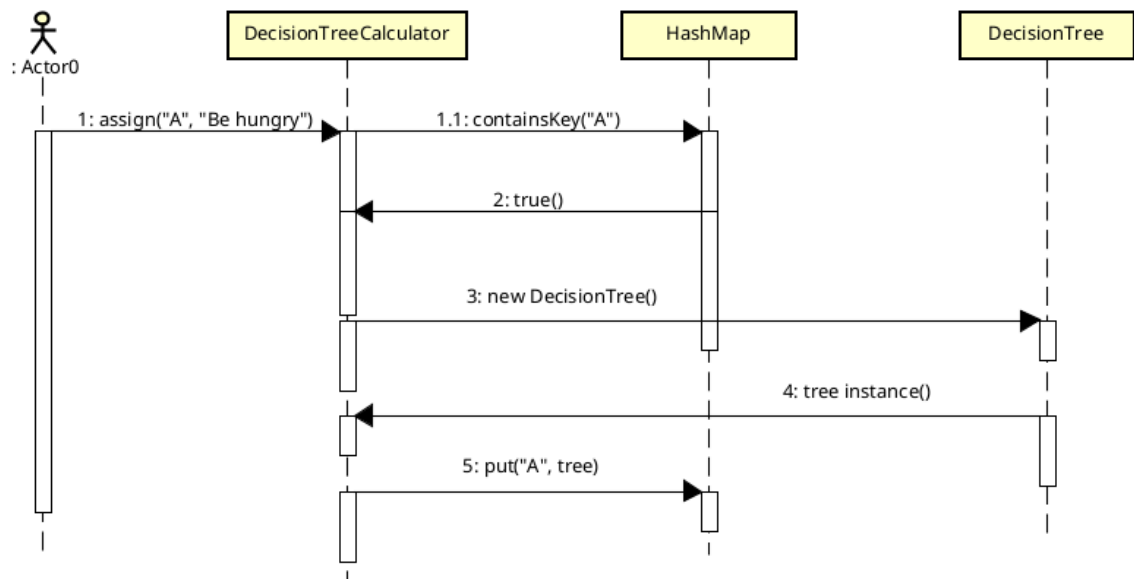 : Actor0
DecisionTreeCalculator
HashMap
DecisionTree
1: assign("A", "Be hungry")
1.1: containsKey("A")
2: true()
3: new DecisionTree()
4: tree instance()
5: put("A", tree)